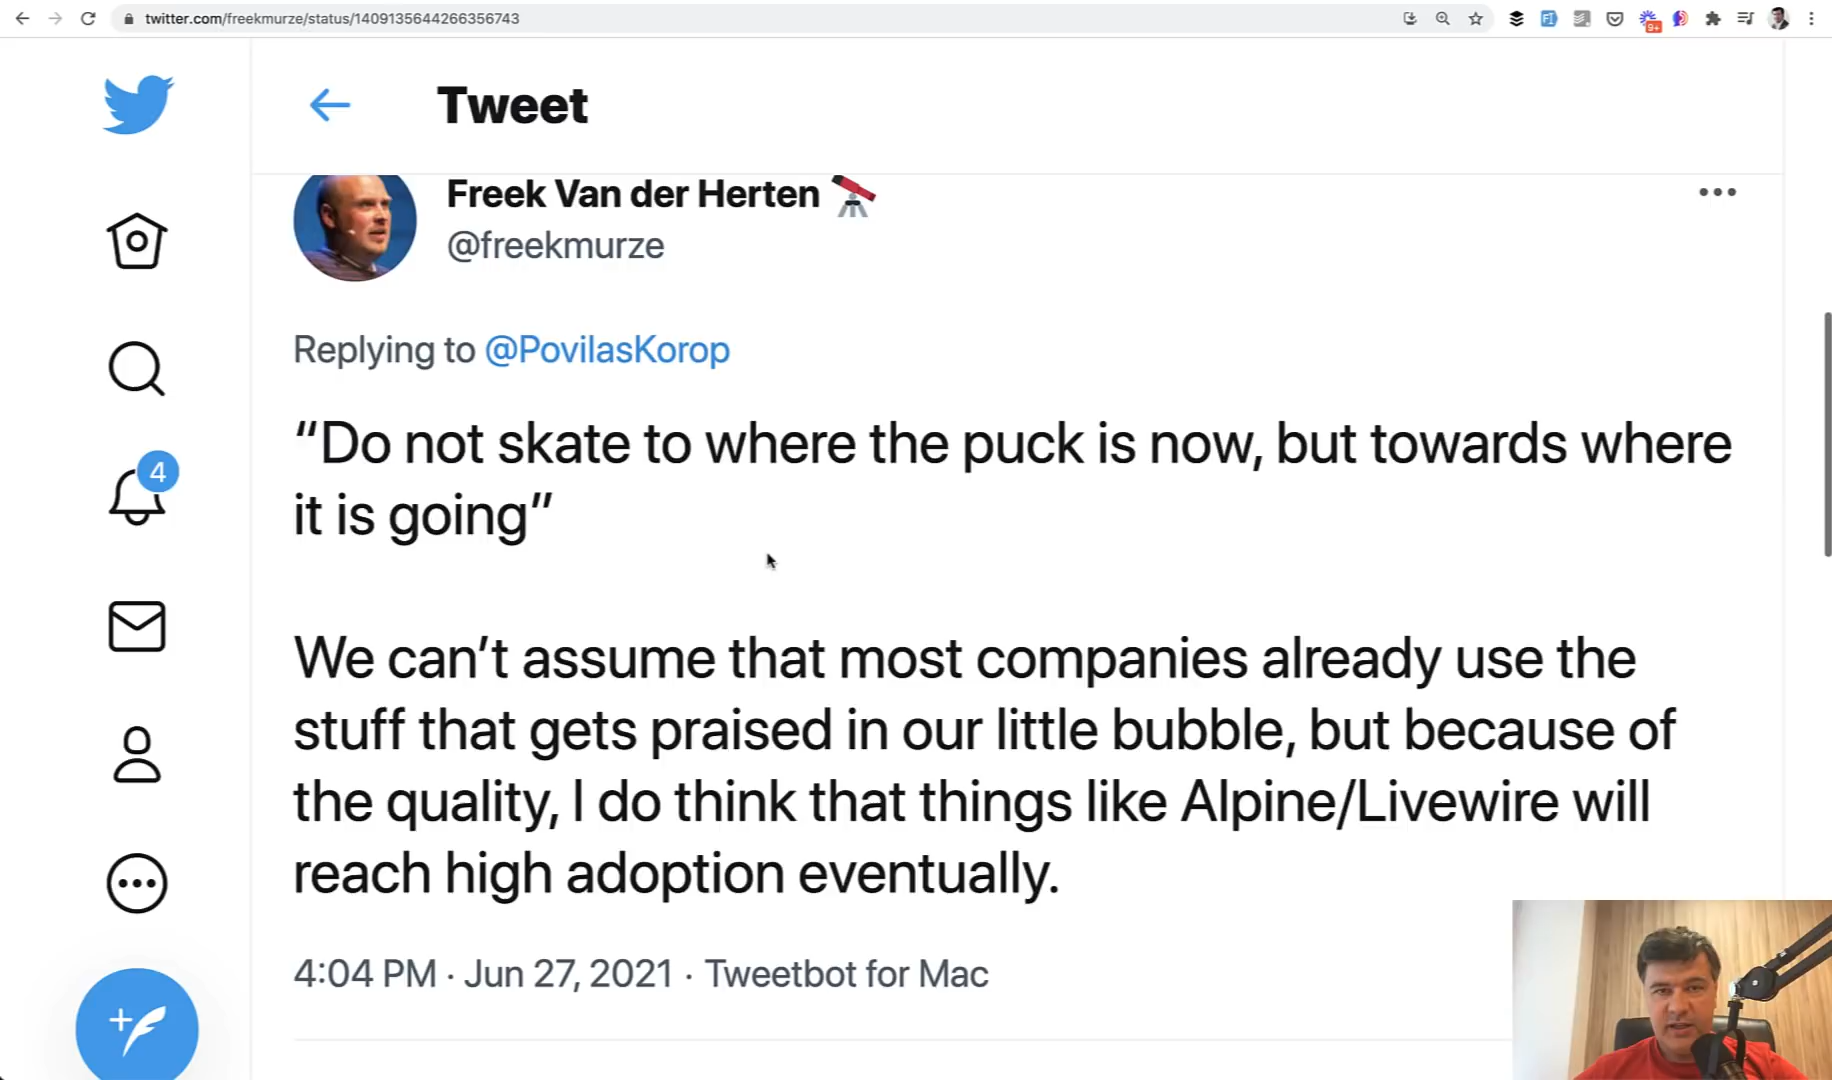 twitter.com/freekmurze/status/1409135644266356743
9+
Tweet
Freek Van der Herten
@freekmurze
Replying to @PovilasKorop
“Do not skate to where the puck is now, but towards where
it is going”
4
We can’t assume that most companies already use the
stuff that gets praised in our little bubble, but because of
the quality, I do think that things like Alpine/Livewire will
reach high adoption eventually.
4:04 PM · Jun 27, 2021 · Tweetbot for Mac